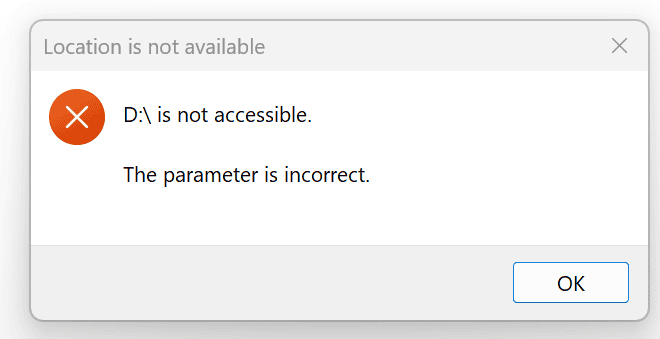 Location is not available
D:\ is not accessible.
The parameter is incorrect.
OK